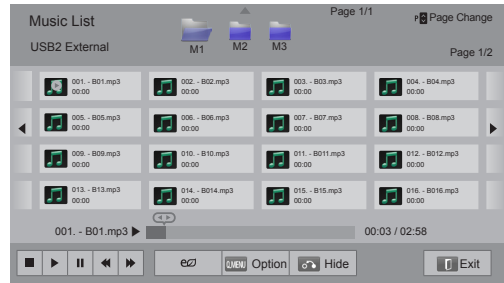 Music List
Page 1/1
P Page Change
USB2 External
M1
M2
M3
Page 1/2
001. - B01.mp3
00:00
002. - B02.mp3
00:00
003. - B03.mp3
00:00
004. - B04.mp3
00:00
005. - B05.mp3
00:00
006. - B06.mp3
00:00
007. - B07.mp3
00:00
008. - B08.mp3
00:00
009. - B09.mp3
00:00
010. - B10.mp3
00:00
011. - B011.mp3
00:00
012. - B012.mp3
00:00
013. - B13.mp3
00:00
014. - B014.mp3
00:00
015. - B15.mp3
00:00
016. - B016.mp3
00:00
001. - B01.mp3
00:03 / 02:58
Q.MENU Option
Hide
Exit